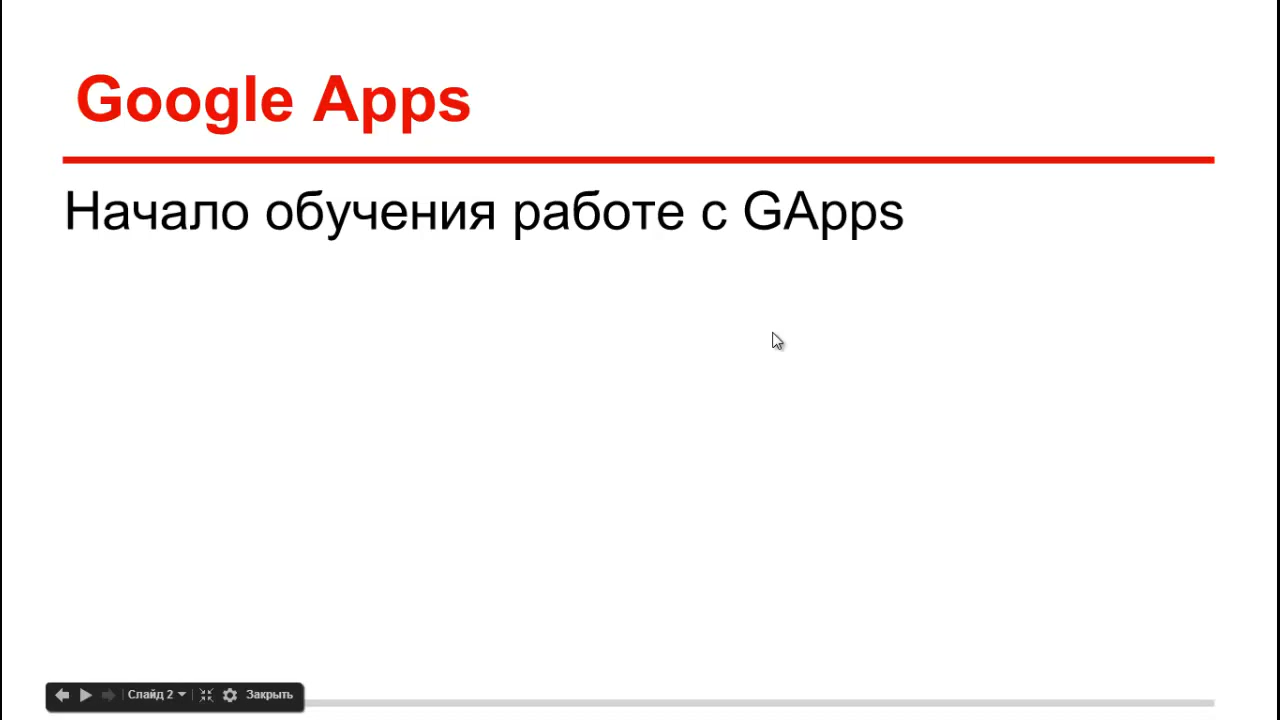 Google Apps
Начало обучения работе с GApps
Слайд 2 Закрыть